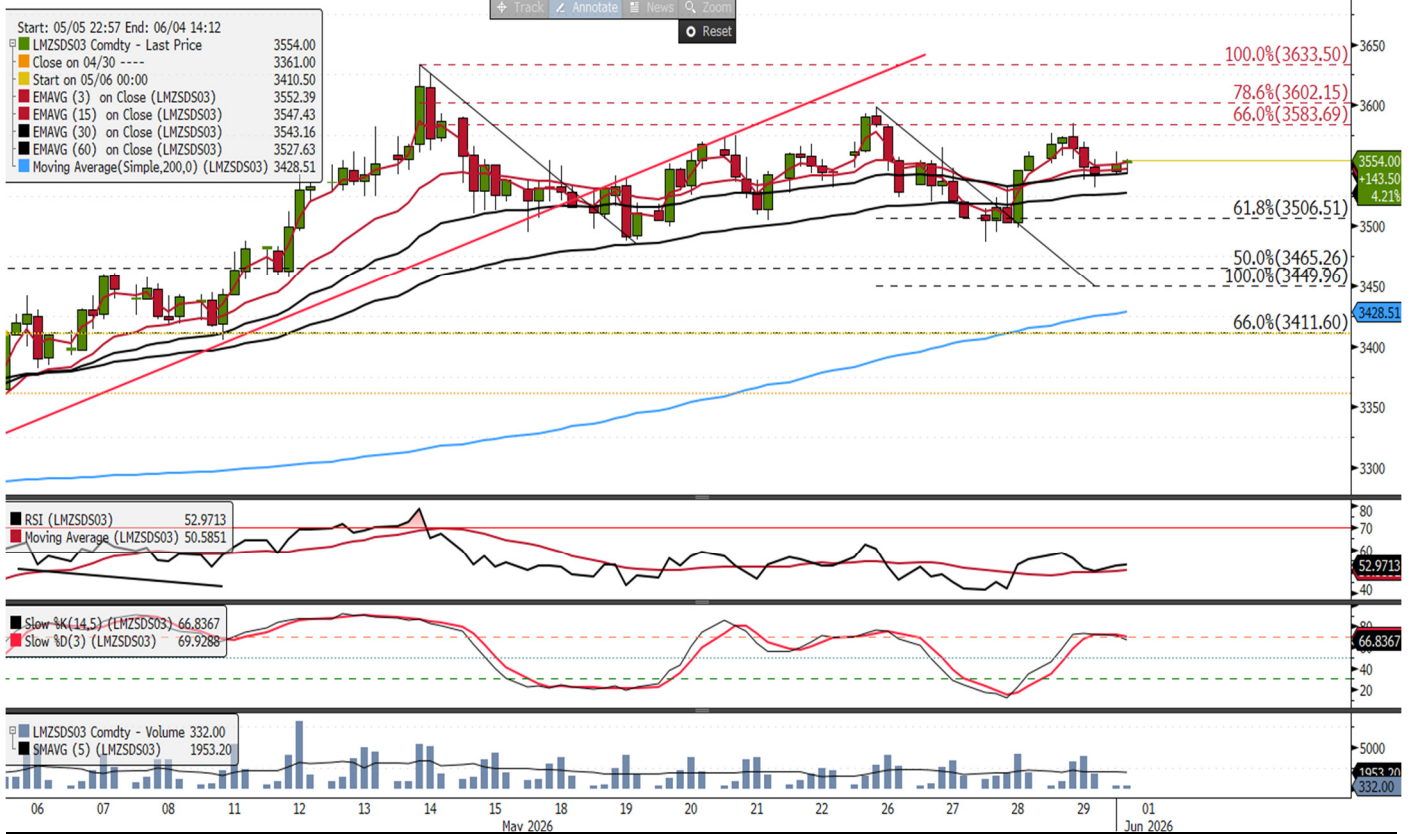 Track Annotate News Zoom
Reset
Start: 05/05 22:57 End: 06/04 14:12
LMZSDS03 Comdty - Last Price 3554.00
Close on 04/30 ---- 3361.00
Start on 05/06 00:00 3410.50
EMAVG (3) on Close (LMZSDS03) 3552.39
EMAVG (15) on Close (LMZSDS03) 3547.43
EMAVG (30) on Close (LMZSDS03) 3543.16
EMAVG (60) on Close (LMZSDS03) 3527.63
Moving Average(Simple,200,0) (LMZSDS03) 3428.51
100.0%(3633.50)
78.6%(3602.15)
66.0%(3583.69)
61.8%(3506.51)
50.0%(3465.26)
100.0%(3449.96)
66.0%(3411.60)
3650
3600
3554.00
+143.50
4.21%
3500
3450
3428.51
3400
3350
3300
RSI (LMZSDS03) 52.9713
Moving Average (LMZSDS03) 50.5851
80
70
60
52.9713
40
Slow %K(14,5) (LMZSDS03) 66.8367
Slow %D(3) (LMZSDS03) 69.9288
80
66.8367
40
20
LMZSDS03 Comdty - Volume 332.00
SMAVG (5) (LMZSDS03) 1953.20
5000
1953.20
332.00
06 07 08 11 12 13 14 15 18 19 20 21 22 26 27 28 29 01
May 2026 Jun 2026